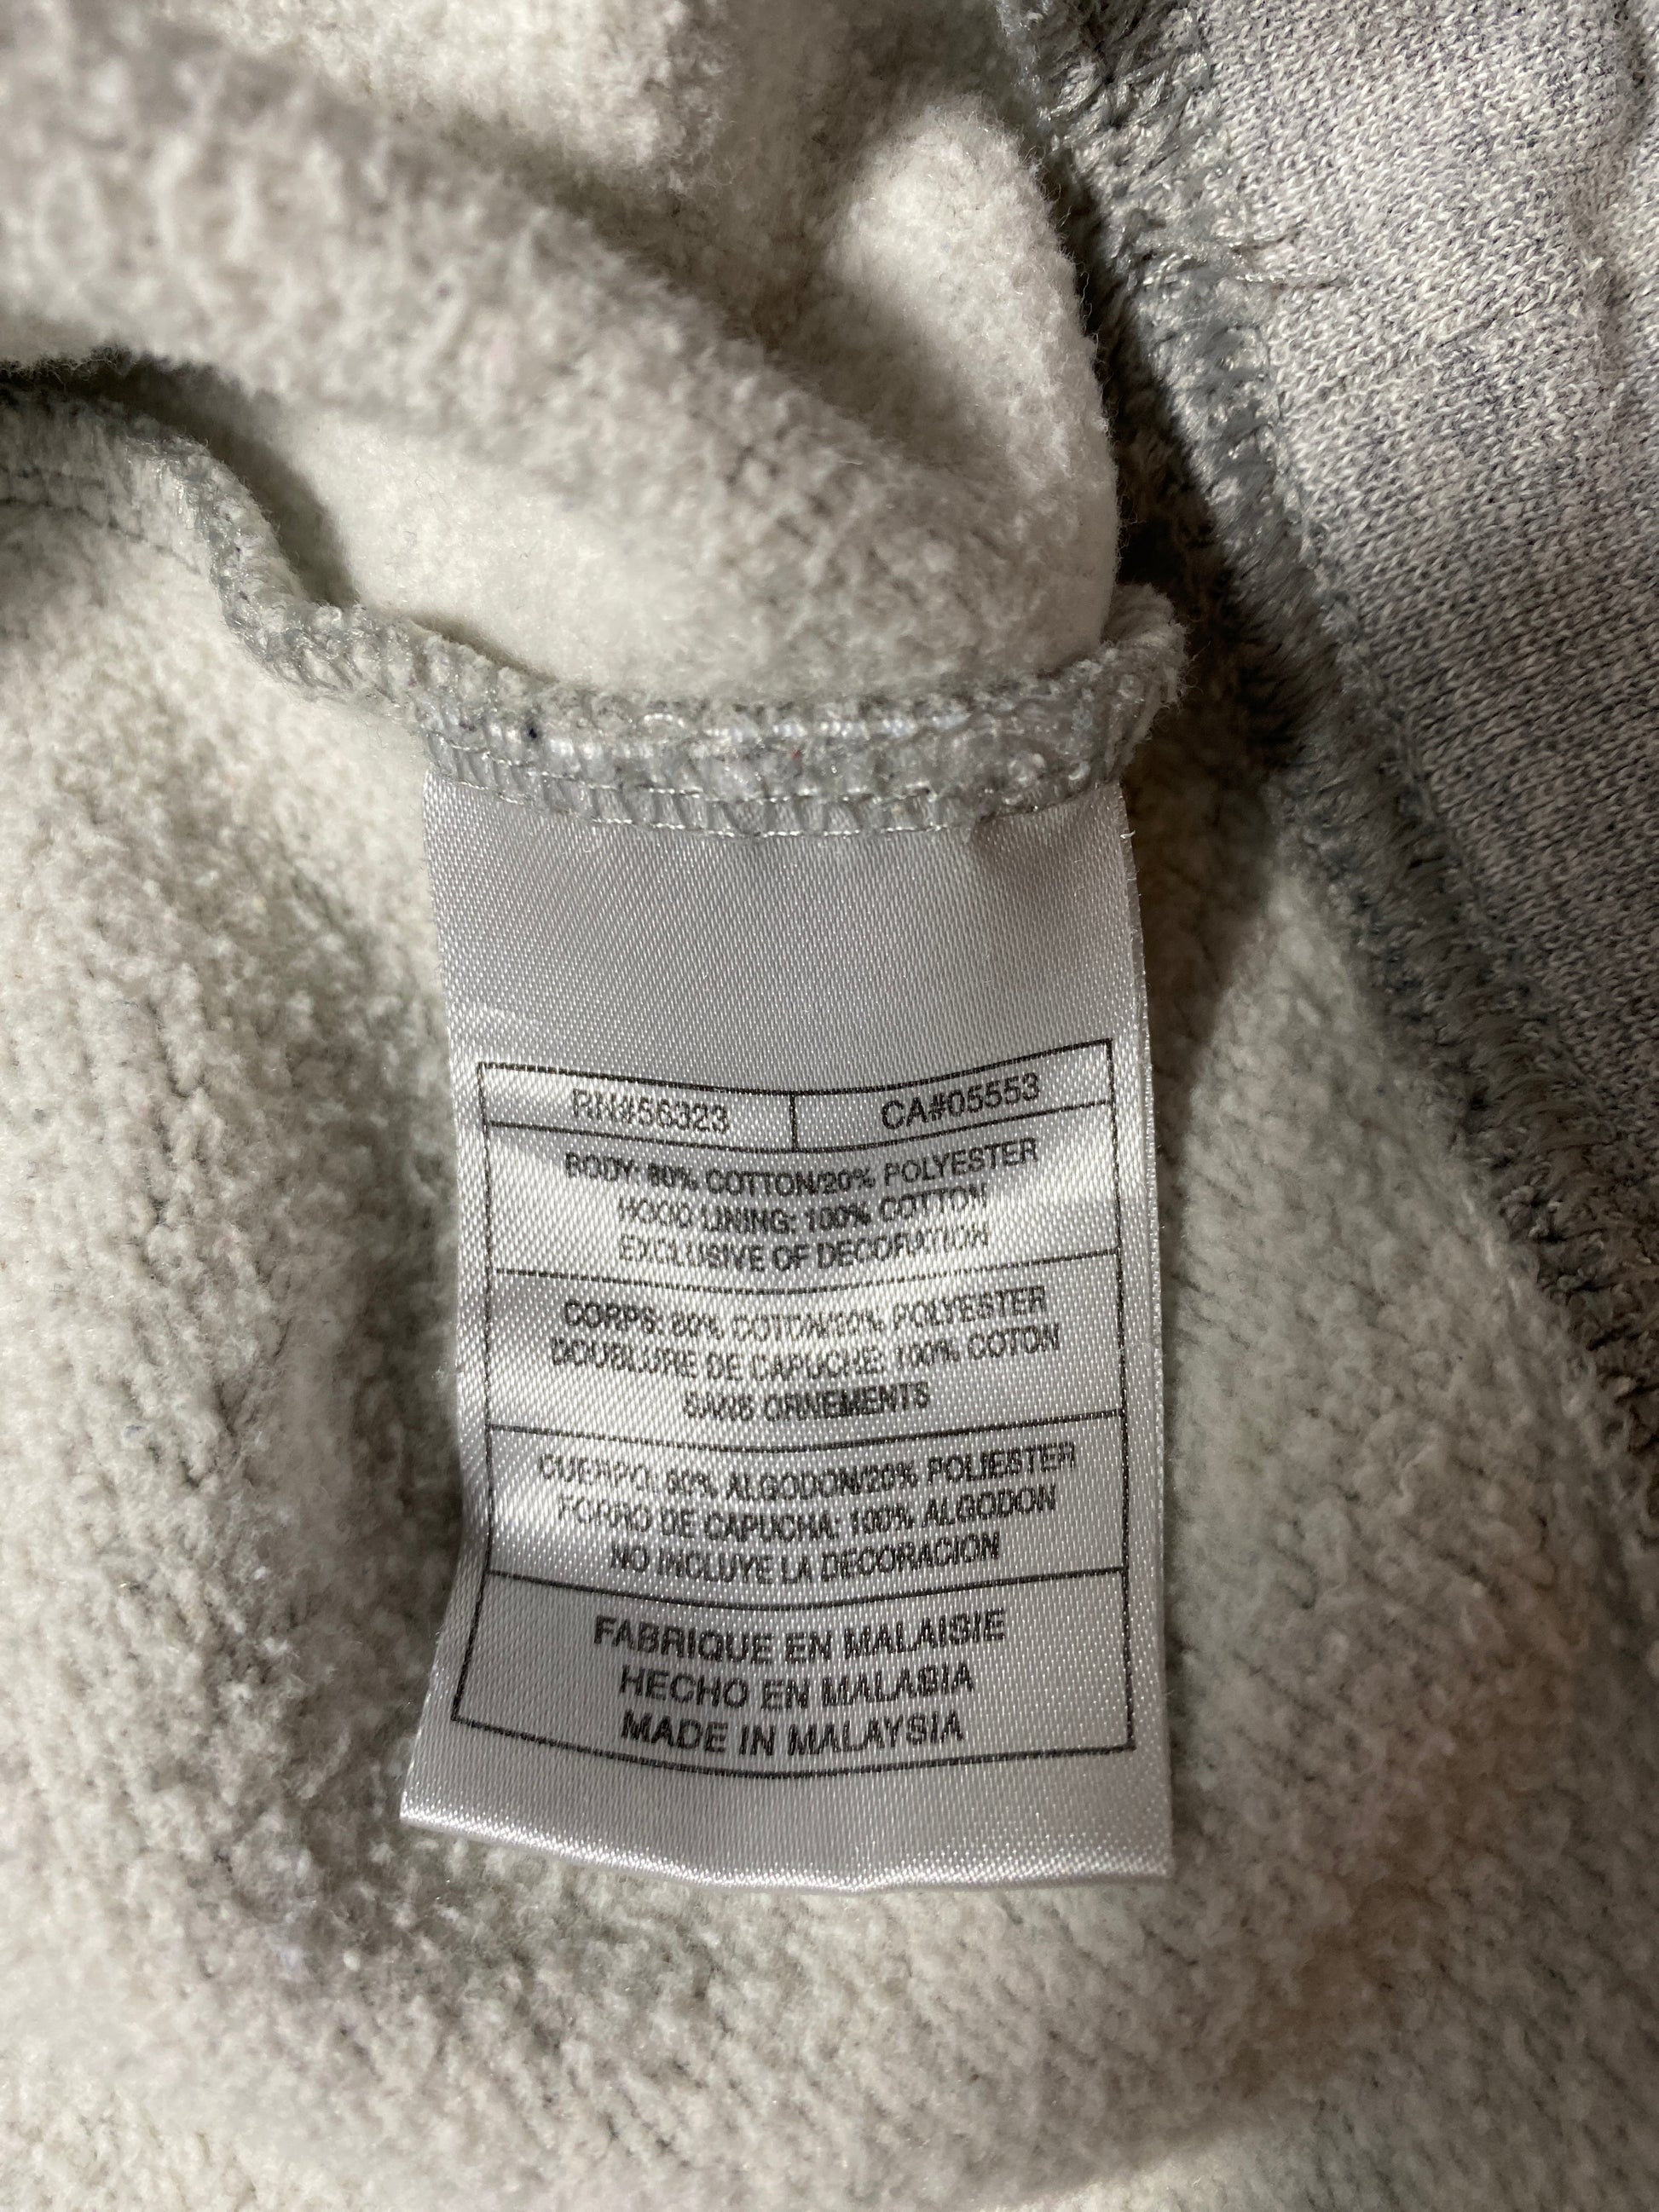 RN#56323 CA#05553
BODY: 80% COTTON/20% POLYESTER
HOOD LINING: 100% COTTON
EXCLUSIVE OF DECORATION
CORPS: 80% COTON/20% POLYESTER
DOUBLURE DE CAPUCHE: 100% COTON
SANS ORNEMENTS
CUERPO: 80% ALGODON/20% POLIESTER
FORRO DE CAPUCHA: 100% ALGODON
NO INCLUYE LA DECORACION
FABRIQUE EN MALAISIE
HECHO EN MALASIA
MADE IN MALAYSIA